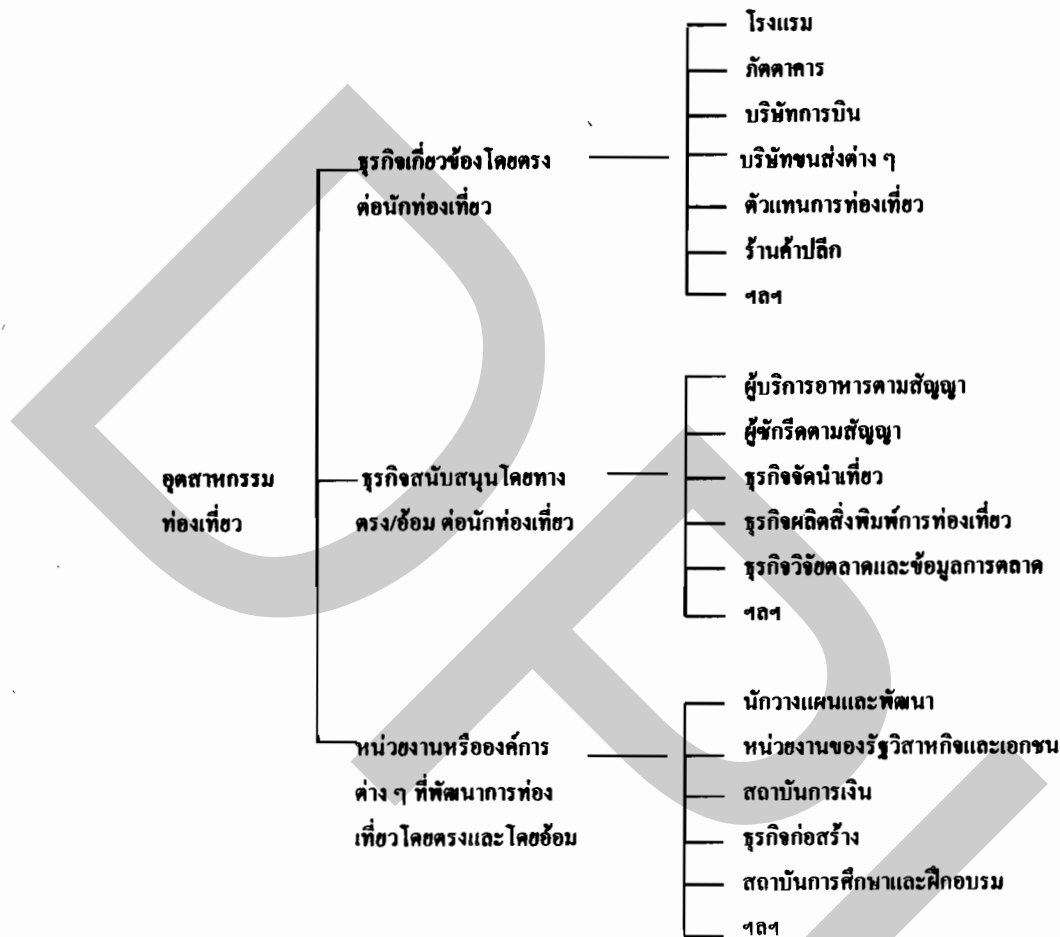 อุตสาหกรรม
ท่องเที่ยว
ธุรกิจเกี่ยวข้องโดยตรง
ต่อนักท่องเที่ยว
โรงแรม
ภัตตาคาร
บริษัทการบิน
บริษัทขนส่งต่าง ๆ
ตัวแทนการท่องเที่ยว
ร้านค้าปลีก
ฯลฯ
ธุรกิจสนับสนุนโดยทาง
ตรง/อ้อม ต่อนักท่องเที่ยว
ผู้บริการอาหารตามสัญญา
ผู้ซักรีดตามสัญญา
ธุรกิจจัดนำเที่ยว
ธุรกิจผลิตสิ่งพิมพ์การท่องเที่ยว
ธุรกิจวิจัยตลาดและข้อมูลการตลาด
ฯลฯ
หน่วยงานหรือองค์การ
ต่าง ๆ ที่พัฒนาการท่อง
เที่ยวโดยตรงและโดยอ้อม
นักวางแผนและพัฒนา
หน่วยงานของรัฐวิสาหกิจและเอกชน
สถาบันการเงิน
ธุรกิจก่อสร้าง
สถาบันการศึกษาและฝึกอบรม
ฯลฯ